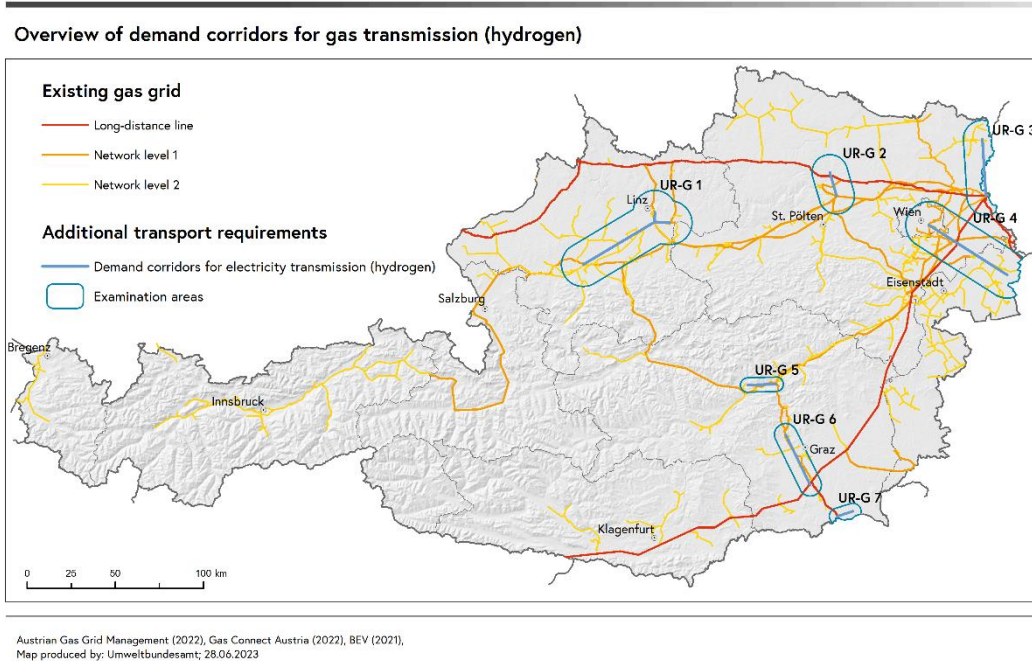 Overview of demand corridors for gas transmission (hydrogen)
Existing gas grid
Long-distance line
Network level 1
Network level 2
Additional transport requirements
Demand corridors for electricity transmission (hydrogen)
Examination areas
UR-G 3
UR-G 2
UR-G 1
Linz
St. Pölten
Wien
UR-G 4
Eisenstadt
Salzburg
Bregenz
UR-G 5
Innsbruck
UR-G 6
Graz
UR-G 7
Klagenfurt
0 25 50 100 km
Austrian Gas Grid Management (2022), Gas Connect Austria (2022), BEV (2021),
Map produced by: Umweltbundesamt; 28.06.2023